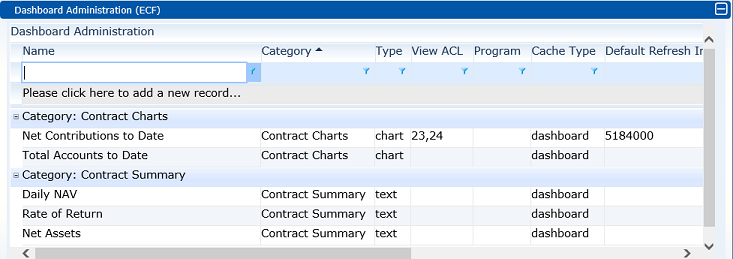 Dashboard Administration (ECF)
Dashboard Administration
Name Category Type View ACL Program Cache Type Default Refresh In
Please click here to add a new record...
Category: Contract Charts
Net Contributions to Date Contract Charts chart 23,24 dashboard 5184000
Total Accounts to Date Contract Charts chart dashboard
Category: Contract Summary
Daily NAV Contract Summary text dashboard
Rate of Return Contract Summary text dashboard
Net Assets Contract Summary text dashboard